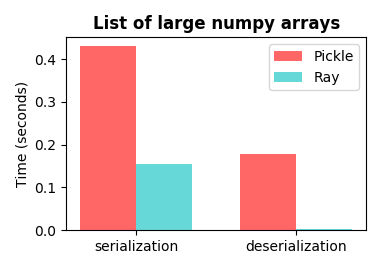 List of large numpy arrays
Pickle
Ray
Time (seconds)
0.4
0.3
0.2
0.1
0.0
serialization
deserialization